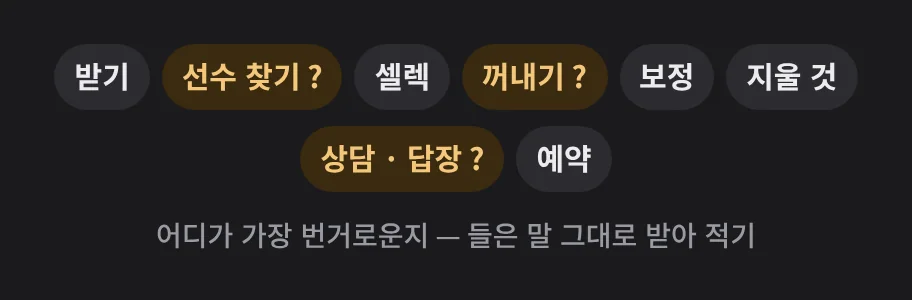 받기 선수 찾기 ? 셀렉 꺼내기 ? 보정 지울 것
상담 · 답장 ? 예약
어디가 가장 번거로운지 — 들은 말 그대로 받아 적기